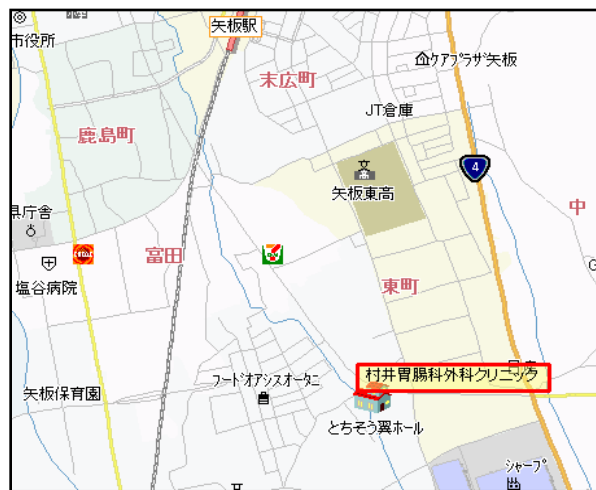 矢板駅
市役所
末広町
ケアプラザ矢板
JT倉庫
鹿島町
矢板東高
4
中
県庁舎
富田
塩谷病院
東町
村井胃腸科外科クリニック
フードオアシスオータニ
矢板保育園
とちそう翼ホール
シャープ